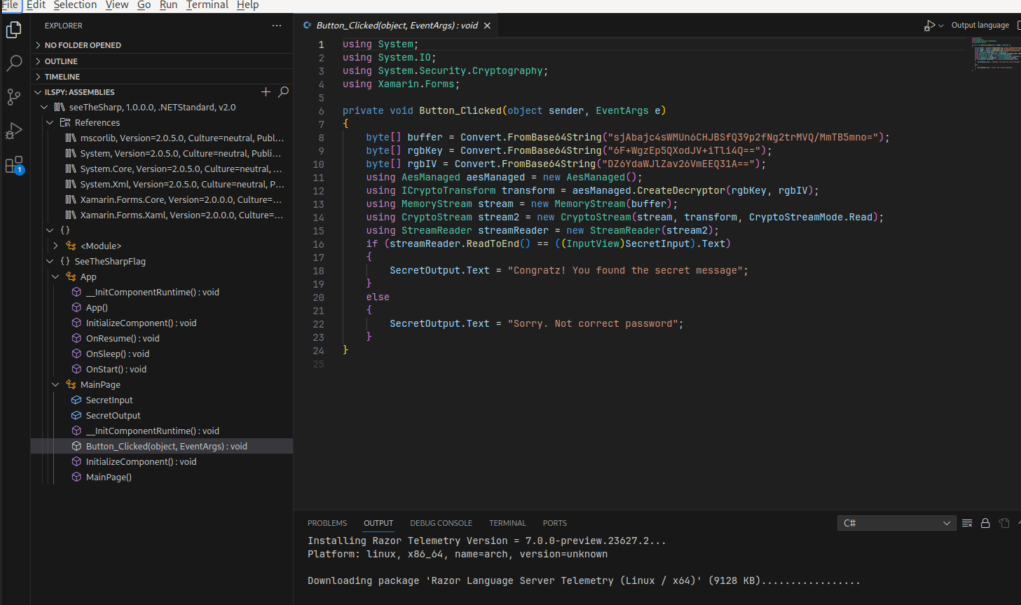 File Edit Selection View Go Run Terminal Help
EXPLORER
NO FOLDER OPENED
OUTLINE
TIMELINE
ILSPY: ASSEMBLIES
seeTheSharp, 1.0.0.0, .NETStandard, v2.0
References
mscorlib, Version=2.0.5.0, Culture=neutral, Publ...
System, Version=2.0.5.0, Culture=neutral, Publi...
System.Core, Version=2.0.5.0, Culture=neutral, ...
System.Xml, Version=2.0.5.0, Culture=neutral, P...
Xamarin.Forms.Core, Version=2.0.0.0, Culture=...
Xamarin.Forms.Xaml, Version=2.0.0.0, Culture=...
{}
<Module>
{} SeeTheSharpFlag
App
__InitComponentRuntime() : void
App()
InitializeComponent() : void
OnResume() : void
OnSleep() : void
OnStart() : void
MainPage
SecretInput
SecretOutput
__InitComponentRuntime() : void
Button_Clicked(object, EventArgs) : void
InitializeComponent() : void
MainPage()
1
Button_Clicked(object, EventArgs) : void
Output language
1 using System;
2 using System.IO;
3 using System.Security.Cryptography;
4 using Xamarin.Forms;
5
6 private void Button_Clicked(object sender, EventArgs e)
7 {
8 byte[] buffer = Convert.FromBase64String("sjAbajc4sWMUn6CHJBSfQ39p2fNg2trMVQ/MmTB5mno=");
9 byte[] rgbKey = Convert.FromBase64String("6F+WgzEp5QXodJV+iTli4Q==");
10 byte[] rgbIV = Convert.FromBase64String("DZ6YdaWJlZav26VmEEQ31A==");
11 using AesManaged aesManaged = new AesManaged();
12 using ICryptoTransform transform = aesManaged.CreateDecryptor(rgbKey, rgbIV);
13 using MemoryStream stream = new MemoryStream(buffer);
14 using CryptoStream stream2 = new CryptoStream(stream, transform, CryptoStreamMode.Read);
15 using StreamReader streamReader = new StreamReader(stream2);
16 if (streamReader.ReadToEnd() == ((InputView)SecretInput).Text)
17 {
18 SecretOutput.Text = "Congratz! You found the secret message";
19 }
20 else
21 {
22 SecretOutput.Text = "Sorry. Not correct password";
23 }
24 }
25
PROBLEMS OUTPUT DEBUG CONSOLE TERMINAL PORTS
C#
Installing Razor Telemetry Version = 7.0.0-preview.23627.2...
Platform: linux, x86_64, name=arch, version=unknown
Downloading package 'Razor Language Server Telemetry (Linux / x64)' (9128 KB).................